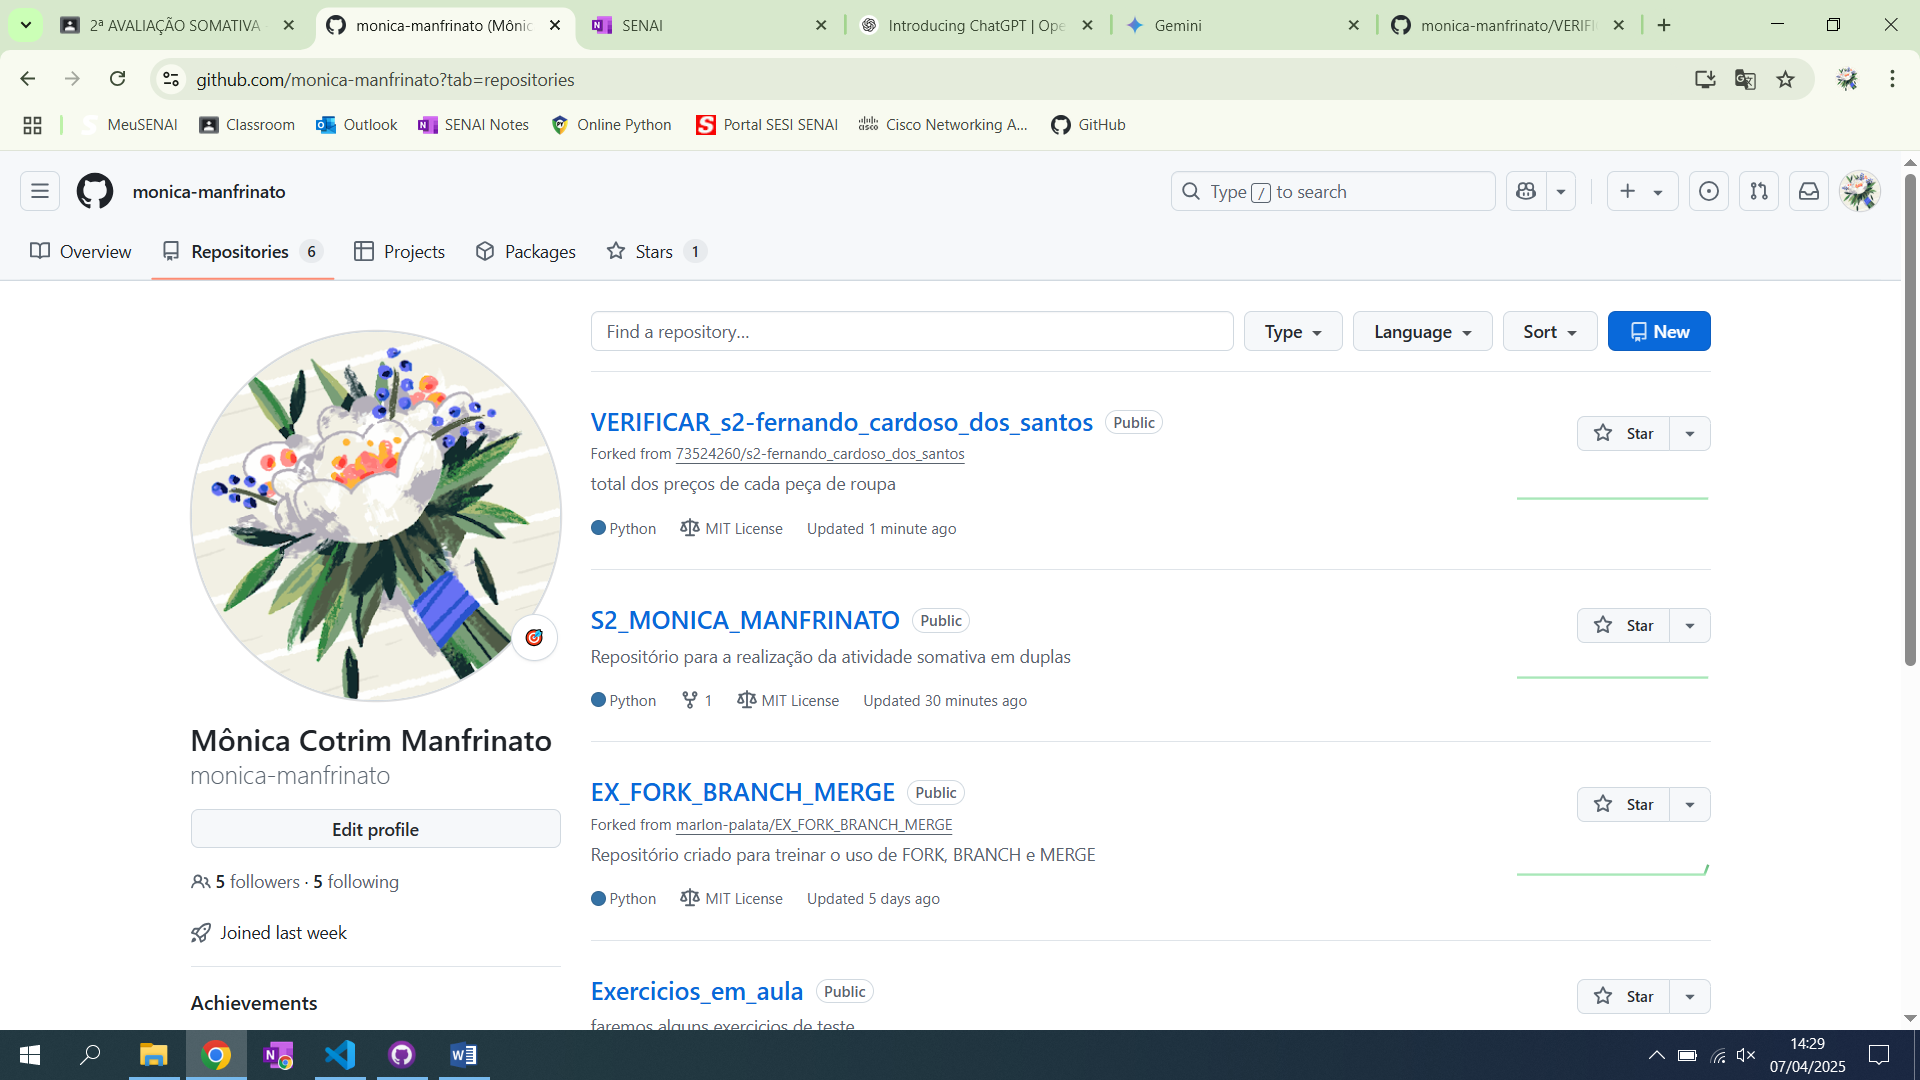 2ª AVALIAÇÃO SOMATIVA
monica-manfrinato (Mônic
SENAI
Introducing ChatGPT | Ope
Gemini
monica-manfrinato/VERIFI
github.com/monica-manfrinato?tab=repositories
MeuSENAI
Classroom
Outlook
SENAI Notes
Online Python
Portal SESI SENAI
Cisco Networking A...
GitHub
monica-manfrinato
Type / to search
Overview
Repositories 6
Projects
Packages
Stars 1
Find a repository...
Type
Language
Sort
New
VERIFICAR_s2-fernando_cardoso_dos_santos Public
Star
Forked from 73524260/s2-fernando_cardoso_dos_santos
total dos preços de cada peça de roupa
Python MIT License Updated 1 minute ago
S2_MONICA_MANFRINATO Public
Star
Repositório para a realização da atividade somativa em duplas
Python 1 MIT License Updated 30 minutes ago
EX_FORK_BRANCH_MERGE Public
Star
Forked from marlon-palata/EX_FORK_BRANCH_MERGE
Repositório criado para treinar o uso de FORK, BRANCH e MERGE
Python MIT License Updated 5 days ago
Exercicios_em_aula Public
Star
faremos alguns exercicios de teste
Mônica Cotrim Manfrinato
monica-manfrinato
Edit profile
5 followers · 5 following
Joined last week
Achievements
14:29
07/04/2025